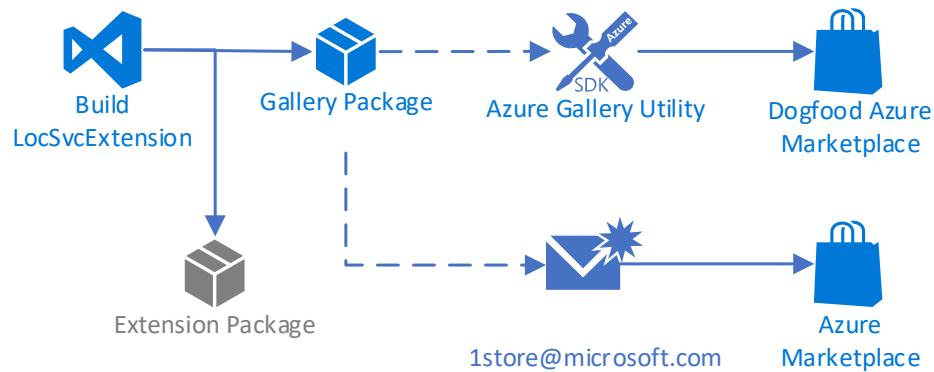 Build
LocSvcExtension
Gallery Package
Azure
SDK
Azure Gallery Utility
Dogfood Azure
Marketplace
Extension Package
1store@microsoft.com
Azure
Marketplace